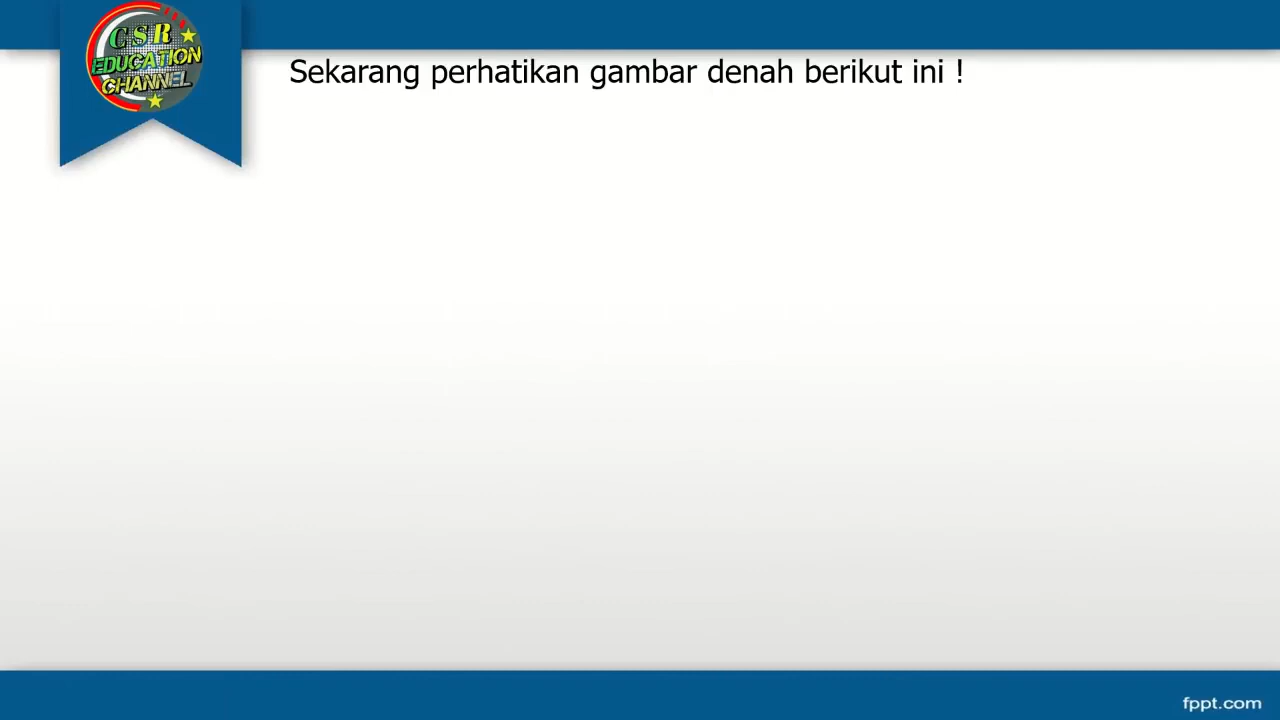 CSR
EDUCATION
CHANNEL
Sekarang perhatikan gambar denah berikut ini !
fppt.com